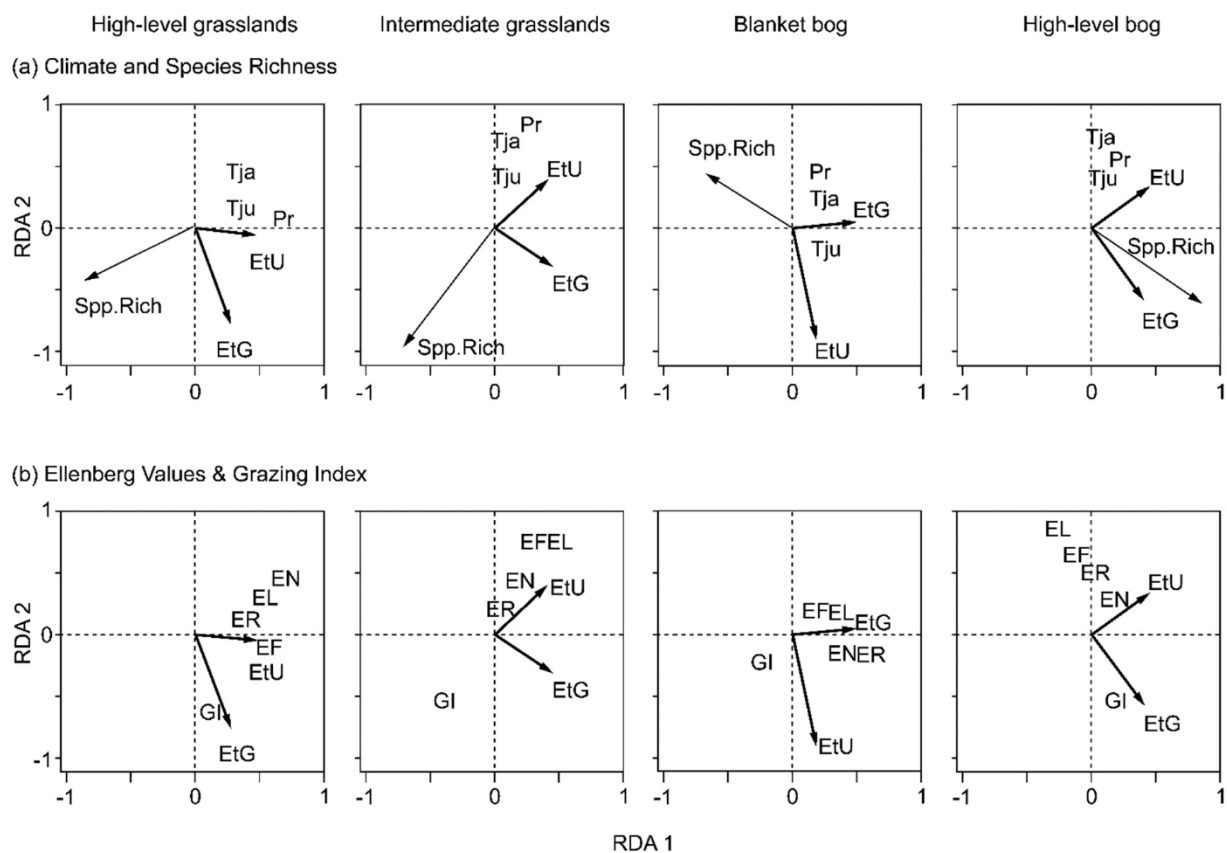 High-level grasslands Intermediate grasslands Blanket bog High-level bog
(a) Climate and Species Richness
1
Tja Tju Pr EtU Spp.Rich EtG
Tja Pr Tju EtU EtG Spp.Rich
Spp.Rich Pr Tja EtG Tju EtU
Tja Pr Tju EtU Spp.Rich EtG
RDA 2
0
-1
-1 0 1 -1 0 1 -1 0 1 -1 0 1
(b) Ellenberg Values & Grazing Index
1
EN EL ER EF EtU GI EtG
EFEL EN EtU ER EtG GI
EF EL EtG GI EN ER EtU
EL EF ER EN EtU GI EtG
RDA 2
0
-1
-1 0 1 -1 0 1 -1 0 1 -1 0 1
RDA 1